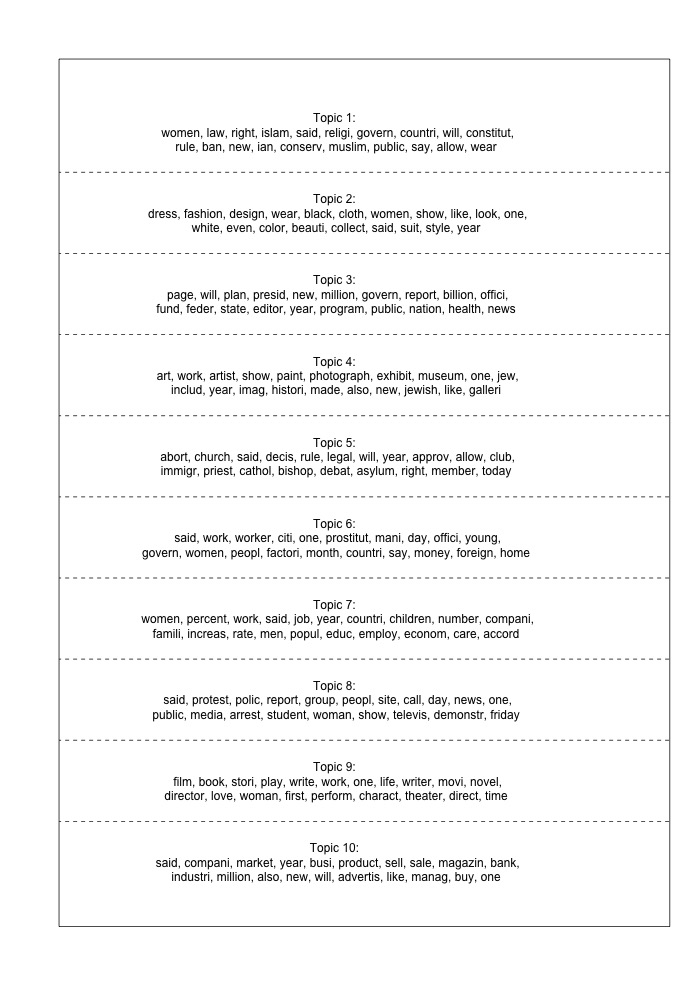 Topic 1:
women, law, right, islam, said, religi, govern, countri, will, constitut,
rule, ban, new, ian, conserv, muslim, public, say, allow, wear
Topic 2:
dress, fashion, design, wear, black, cloth, women, show, like, look, one,
white, even, color, beauti, collect, said, suit, style, year
Topic 3:
page, will, plan, presid, new, million, govern, report, billion, offici,
fund, feder, state, editor, year, program, public, nation, health, news
Topic 4:
art, work, artist, show, paint, photograph, exhibit, museum, one, jew,
includ, year, imag, histori, made, also, new, jewish, like, galleri
Topic 5:
abort, church, said, decis, rule, legal, will, year, approv, allow, club,
immigr, priest, cathol, bishop, debat, asylum, right, member, today
Topic 6:
said, work, worker, citi, one, prostitut, mani, day, offici, young,
govern, women, peopl, factori, month, countri, say, money, foreign, home
Topic 7:
women, percent, work, said, job, year, countri, children, number, compani,
famili, increas, rate, men, popul, educ, employ, econom, care, accord
Topic 8:
said, protest, polic, report, group, peopl, site, call, day, news, one,
public, media, arrest, student, woman, show, televis, demonstr, friday
Topic 9:
film, book, stori, play, write, work, one, life, writer, movi, novel,
director, love, woman, first, perform, charact, theater, direct, time
Topic 10:
said, compani, market, year, busi, product, sell, sale, magazin, bank,
industri, million, also, new, will, advertis, like, manag, buy, one